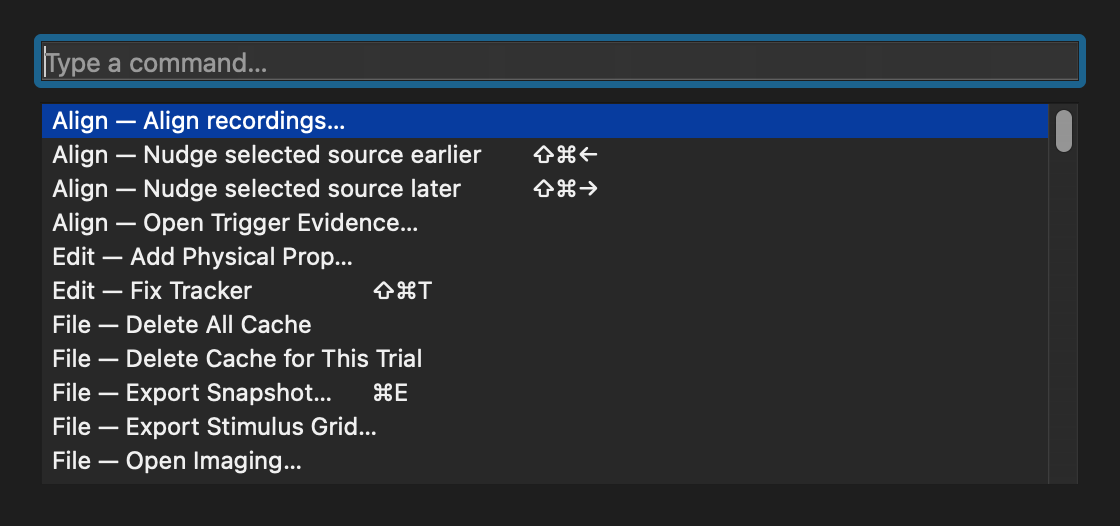 Type a command...
Align — Align recordings...
Align — Nudge selected source earlier ⇧⌘←
Align — Nudge selected source later ⇧⌘→
Align — Open Trigger Evidence...
Edit — Add Physical Prop...
Edit — Fix Tracker ⇧⌘T
File — Delete All Cache
File — Delete Cache for This Trial
File — Export Snapshot... ⌘E
File — Export Stimulus Grid...
File — Open Imaging...